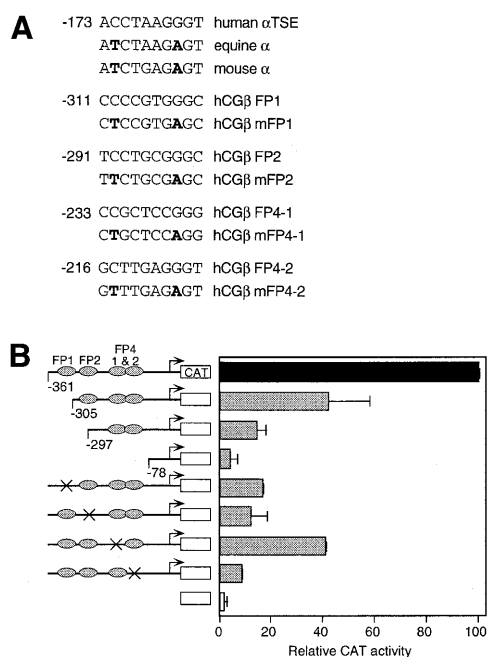 A
-173 ACCTAAGGGT human αTSE
ATCTAAGAGT equine α
ATCTGAGAGT mouse α
-311 CCCCGTGGGC hCGβ FP1
CTCCGTGAGC hCGβ mFP1
-291 TCCTGCGGGC hCGβ FP2
TTCTGCGAGC hCGβ mFP2
-233 CCGCTCCGGG hCGβ FP4-1
CTGCTCCAGG hCGβ mFP4-1
-216 GCTTGAGGGT hCGβ FP4-2
GTTTGAGAGT hCGβ mFP4-2
B
FP1 FP2 FP4
1 & 2
CAT
-361
-305
-297
-78
0 20 40 60 80 100
Relative CAT activity